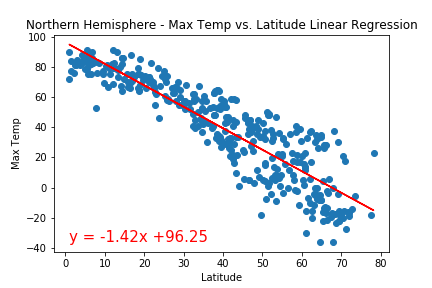 Northern Hemisphere - Max Temp vs. Latitude Linear Regression
100
80
60
40
20
0
−20
−40
Max Temp
y = -1.42x +96.25
0 10 20 30 40 50 60 70 80
Latitude